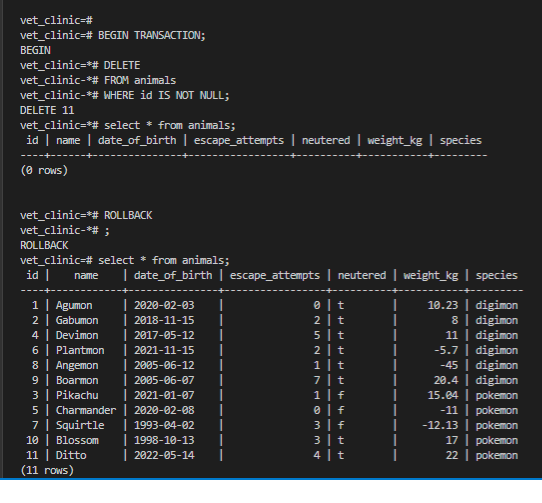 vet_clinic=#
vet_clinic=# BEGIN TRANSACTION;
BEGIN
vet_clinic=*# DELETE
vet_clinic-*# FROM animals
vet_clinic-*# WHERE id IS NOT NULL;
DELETE 11
vet_clinic=*# select * from animals;
 id | name | date_of_birth | escape_attempts | neutered | weight_kg | species
----+------+---------------+-----------------+----------+-----------+---------
(0 rows)
vet_clinic=*# ROLLBACK
vet_clinic-*# ;
ROLLBACK
vet_clinic=# select * from animals;
 id |    name    | date_of_birth | escape_attempts | neutered | weight_kg | species
----+------------+---------------+-----------------+----------+-----------+---------
  1 | Agumon     | 2020-02-03    |               0 | t        |     10.23 | digimon
  2 | Gabumon    | 2018-11-15    |               2 | t        |         8 | digimon
  4 | Devimon    | 2017-05-12    |               5 | t        |        11 | digimon
  6 | Plantmon   | 2021-11-15    |               2 | t        |      -5.7 | digimon
  8 | Angemon    | 2005-06-12    |               1 | t        |       -45 | digimon
  9 | Boarmon    | 2005-06-07    |               7 | t        |      20.4 | digimon
  3 | Pikachu    | 2021-01-07    |               1 | f        |     15.04 | pokemon
  5 | Charmander | 2020-02-08    |               0 | f        |       -11 | pokemon
  7 | Squirtle   | 1993-04-02    |               3 | f        |    -12.13 | pokemon
 10 | Blossom    | 1998-10-13    |               3 | t        |        17 | pokemon
 11 | Ditto      | 2022-05-14    |               4 | t        |        22 | pokemon
(11 rows)